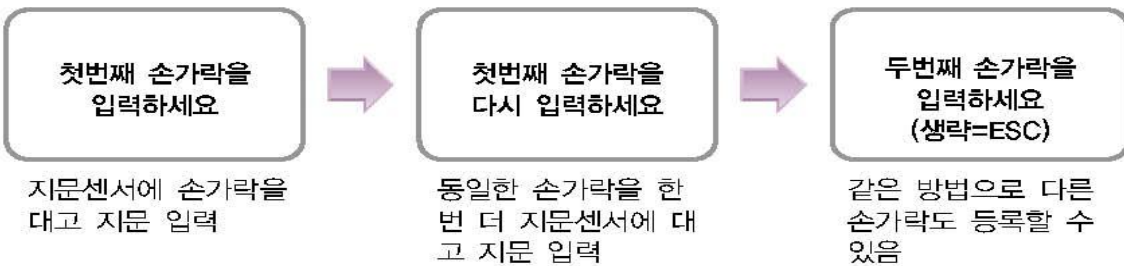 첫번째 손가락을
입력하세요
지문센서에 손가락을
대고 지문 입력
첫번째 손가락을
다시 입력하세요
동일한 손가락을 한
번 더 지문센서에 대
고 지문 입력
두번째 손가락을
입력하세요
(생략=ESC)
같은 방법으로 다른
손가락도 등록할 수
있음